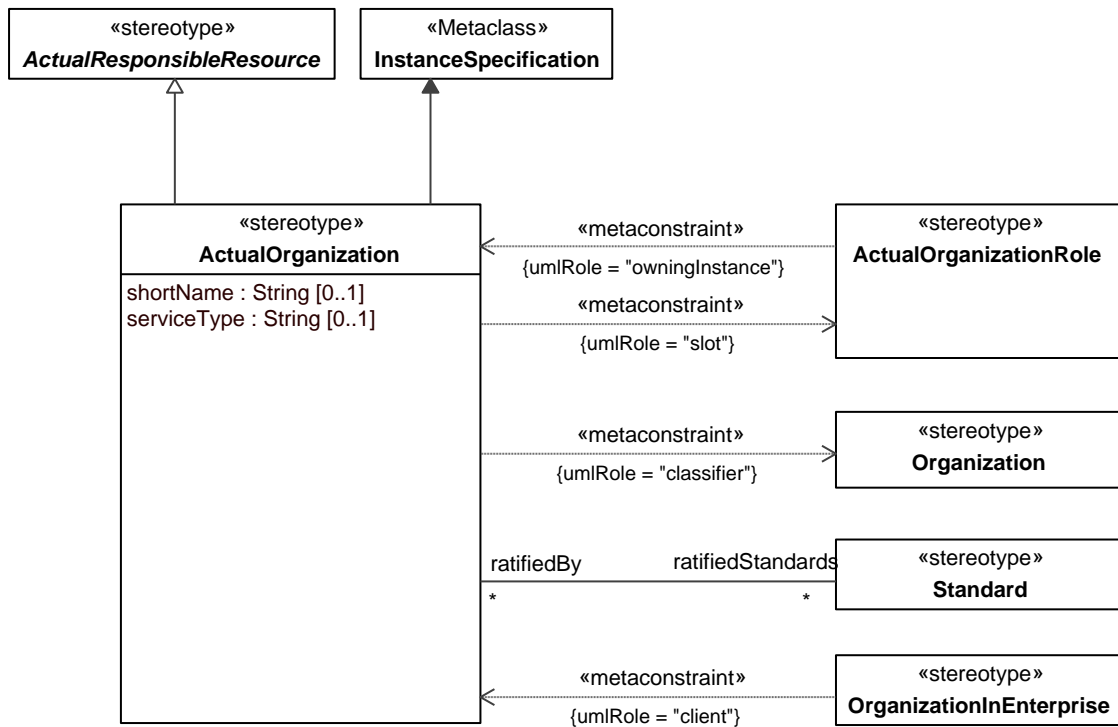 «stereotype»
ActualResponsibleResource
«Metaclass»
InstanceSpecification
«stereotype»
ActualOrganization
shortName : String [0..1]
serviceType : String [0..1]
«metaconstraint»
{umlRole = "owningInstance"}
«metaconstraint»
{umlRole = "slot"}
«stereotype»
ActualOrganizationRole
«metaconstraint»
{umlRole = "classifier"}
«stereotype»
Organization
ratifiedBy
*
ratifiedStandards
*
«stereotype»
Standard
«metaconstraint»
{umlRole = "client"}
«stereotype»
OrganizationInEnterprise